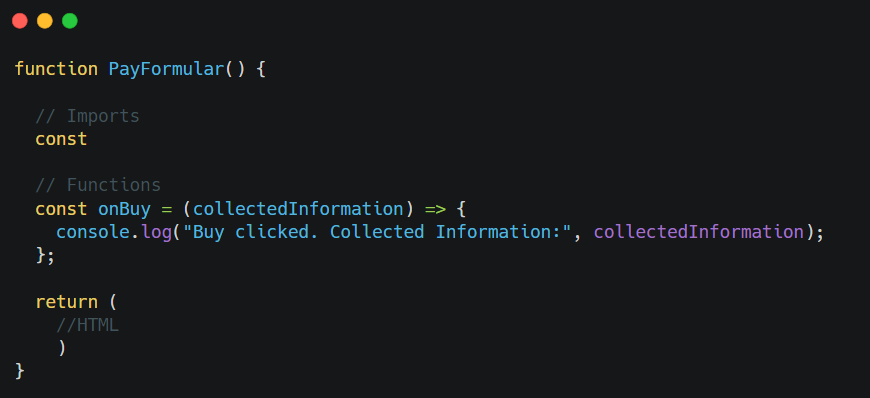 function PayFormular() {
// Imports
const
// Functions
const onBuy = (collectedInformation) => {
console.log("Buy clicked. Collected Information:", collectedInformation);
};
return (
//HTML
)
}